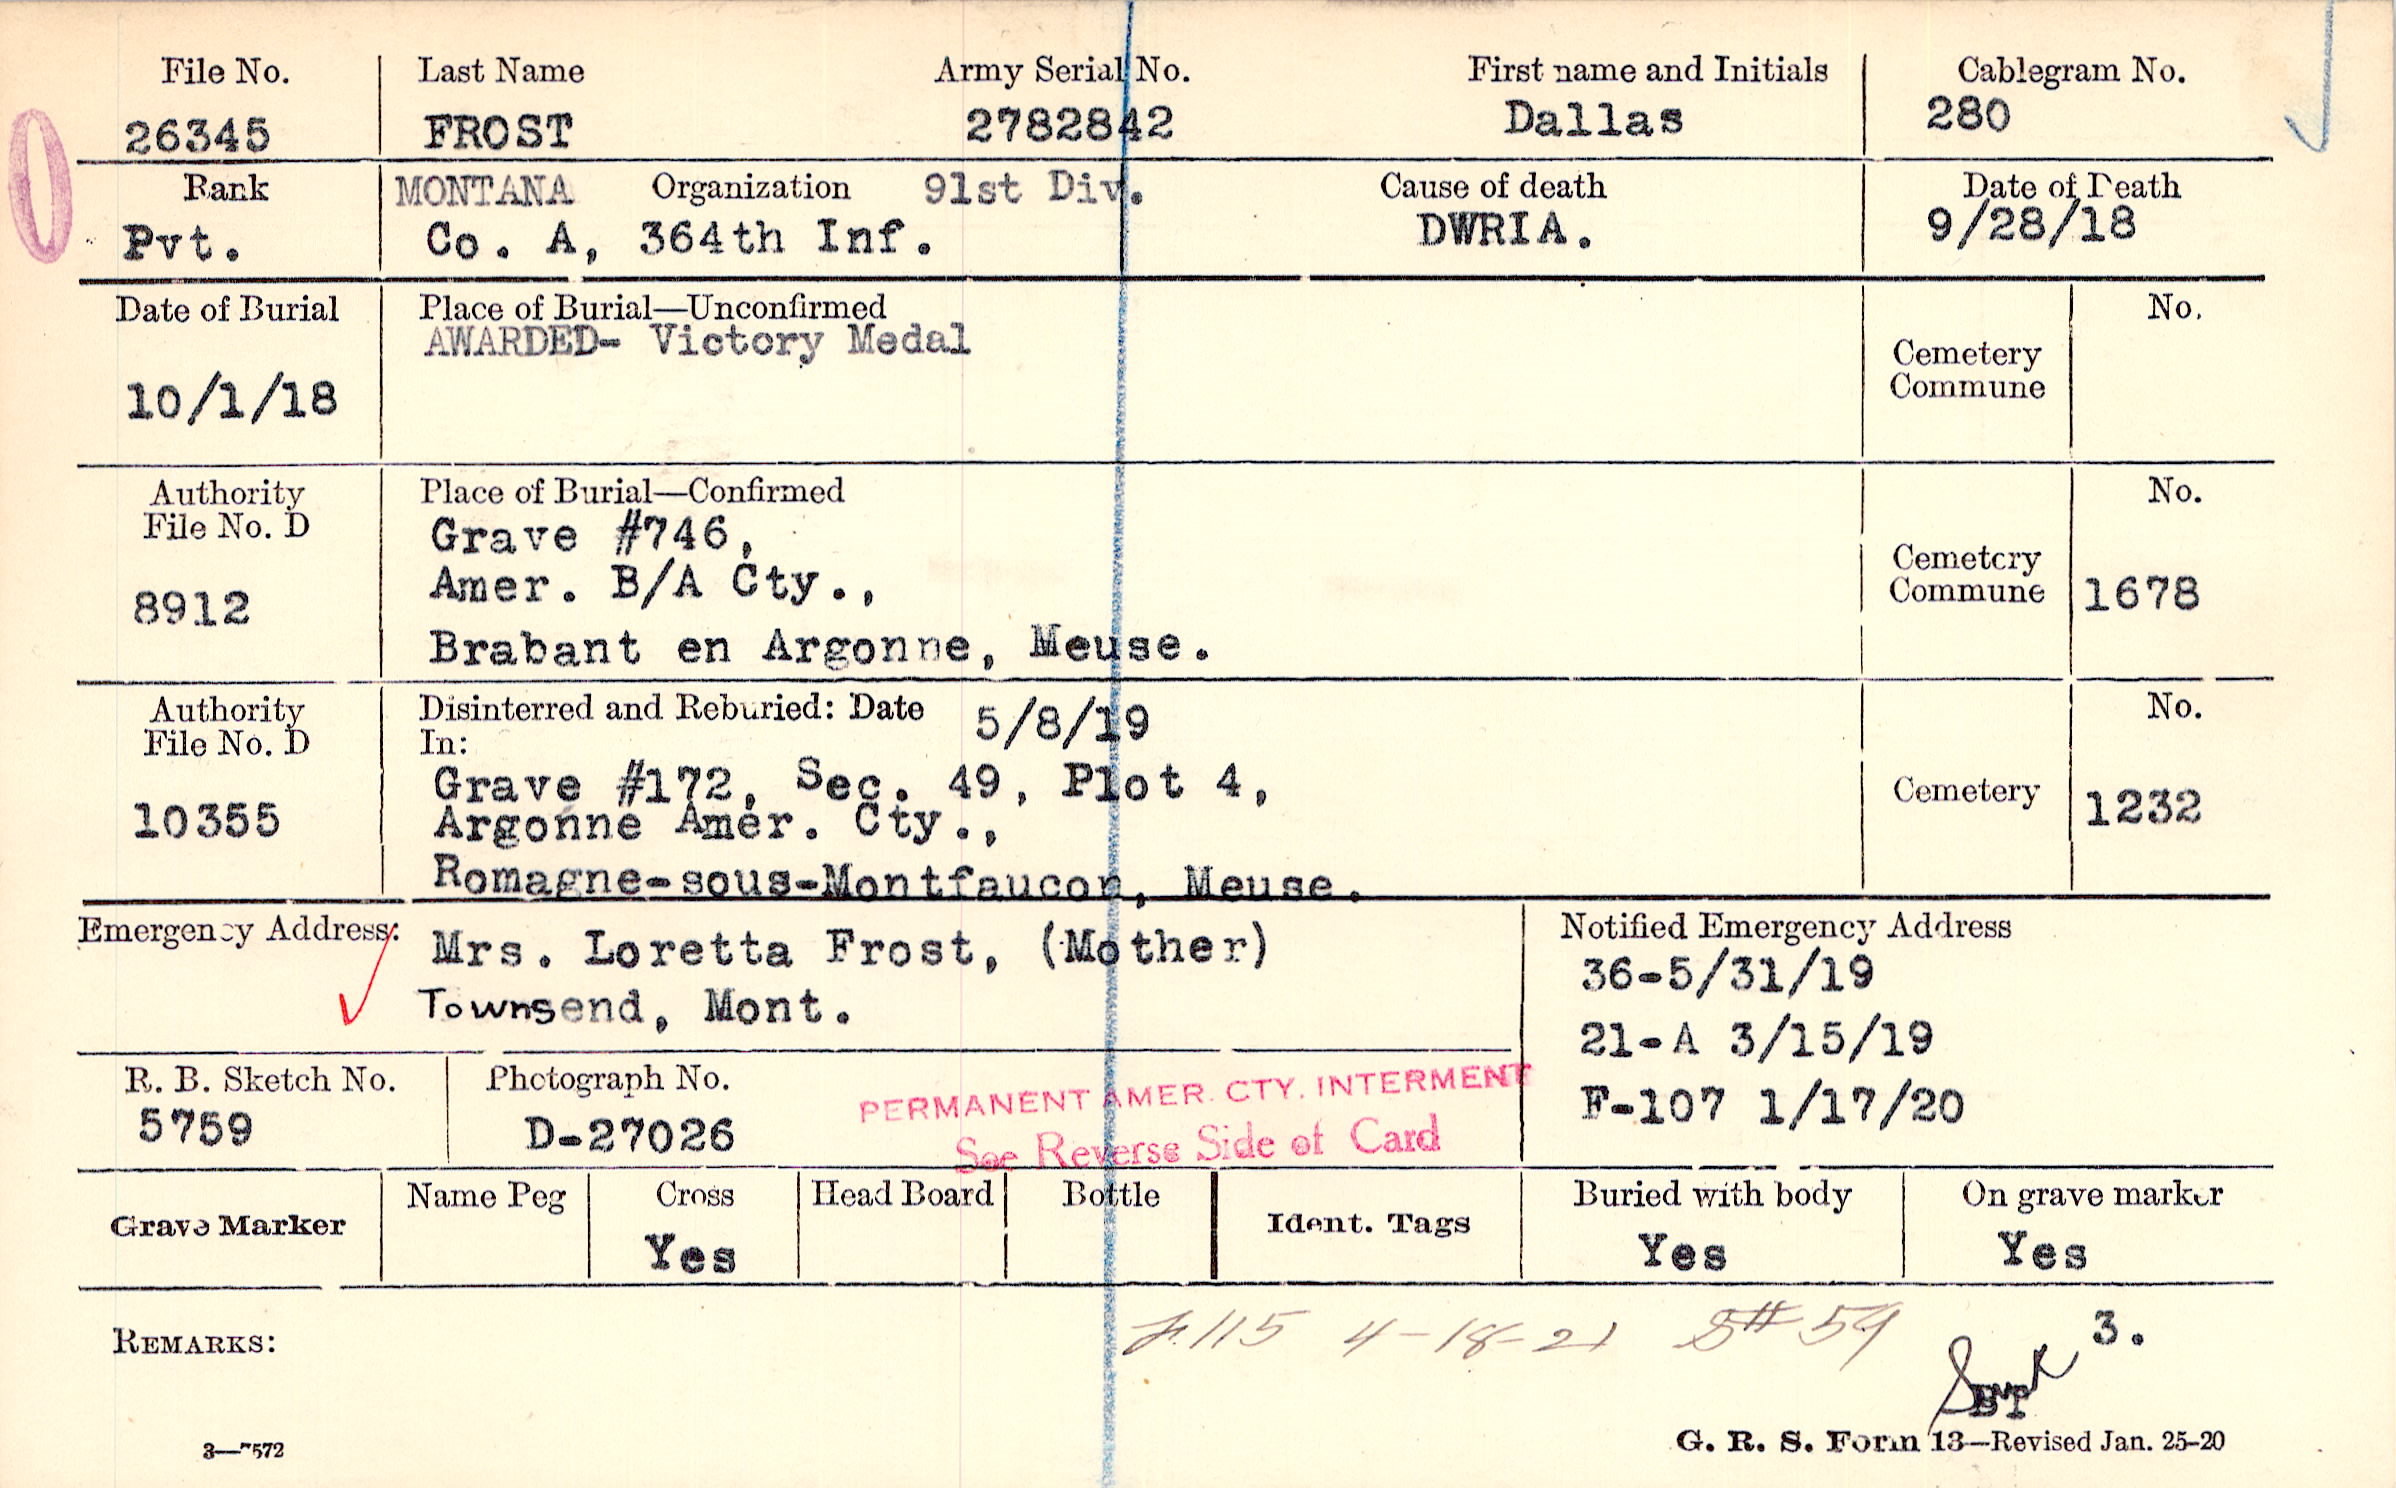 File No. Last Name Army Serial No. First name and Initials Cablegram No.
26345 FROST 2782842 Dallas 280
Rank MONTANA Organization 91st Div. Cause of death Date of Death
Pvt. Co. A, 364th Inf. DWRIA. 9/28/18
Date of Burial Place of Burial—Unconfirmed No.
AWARDED- Victory Medal
Cemetery
Commune
10/1/18
Authority Place of Burial—Confirmed No.
File No. D Grave #746,
Cemetery
8912 Amer. B/A Cty., Commune 1678
Brabant en Argonne, Meuse.
Authority Disinterred and Reburied: Date 5/8/19 No.
File No. D In:
Grave #172, Sec. 49, Plot 4, Cemetery
10355 Argonne Amer. Cty., 1232
Romagne-sous-Montfaucon, Meuse.
Emergency Address: Mrs. Loretta Frost, (Mother) Notified Emergency Address
36-5/31/19
Townsend, Mont.
21-A 3/15/19
R. B. Sketch No. Photograph No. PERMANENT AMER. CTY. INTERMENT F-107 1/17/20
5759 D-27026 See Reverse Side of Card
Grave Marker Name Peg Cross Head Board Bottle Ident. Tags Buried with body On grave marker
Yes Yes Yes
115 4-18-21 54 3.
REMARKS:
3—7572 G. R. S. Form 13—Revised Jan. 25-20